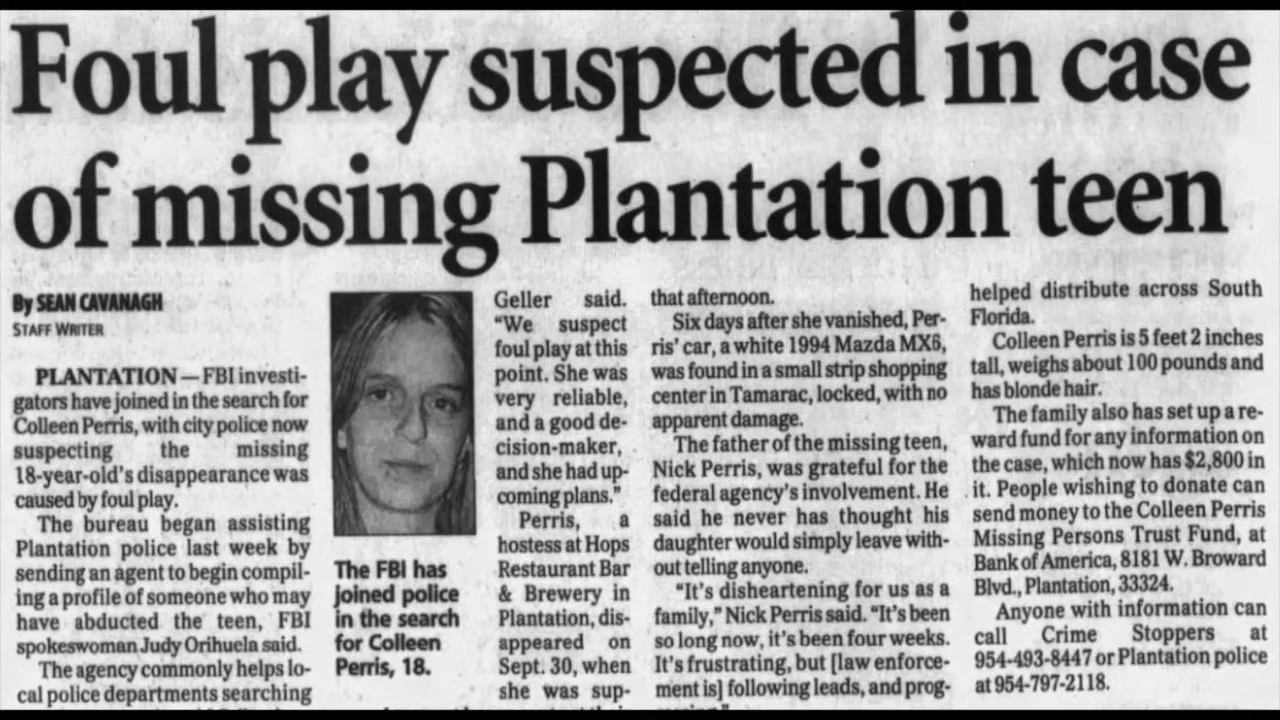 Foul play suspected in case
of missing Plantation teen
By SEAN CAVANAGH
STAFF WRITER
PLANTATION — FBI investi-
gators have joined in the search for
Colleen Perris, with city police now
suspecting the missing
18-year-old's disappearance was
caused by foul play.
The bureau began assisting
Plantation police last week by
sending an agent to begin compil-
ing a profile of someone who may
have abducted the teen, FBI
spokeswoman Judy Orihuela said.
The agency commonly helps lo-
cal police departments searching
The FBI has
joined police
in the search
for Colleen
Perris, 18.
Geller said.
"We suspect
foul play at this
point. She was
very reliable,
and a good de-
cision-maker,
and she had up-
coming plans."
Perris, a
hostess at Hops
Restaurant Bar
& Brewery in
Plantation, dis-
appeared on
Sept. 30, when
she was sup-
that afternoon.
Six days after she vanished, Per-
ris' car, a white 1994 Mazda MX6,
was found in a small strip shopping
center in Tamarac, locked, with no
apparent damage.
The father of the missing teen,
Nick Perris, was grateful for the
federal agency's involvement. He
said he never has thought his
daughter would simply leave with-
out telling anyone.
"It's disheartening for us as a
family," Nick Perris said. "It's been
so long now, it's been four weeks.
It's frustrating, but [law enforce-
ment is] following leads, and prog-
helped distribute across South
Florida.
Colleen Perris is 5 feet 2 inches
tall, weighs about 100 pounds and
has blonde hair.
The family also has set up a re-
ward fund for any information on
the case, which now has $2,800 in
it. People wishing to donate can
send money to the Colleen Perris
Missing Persons Trust Fund, at
Bank of America, 8181 W. Broward
Blvd., Plantation, 33324.
Anyone with information can
call Crime Stoppers at
954-493-8447 or Plantation police
at 954-797-2118.